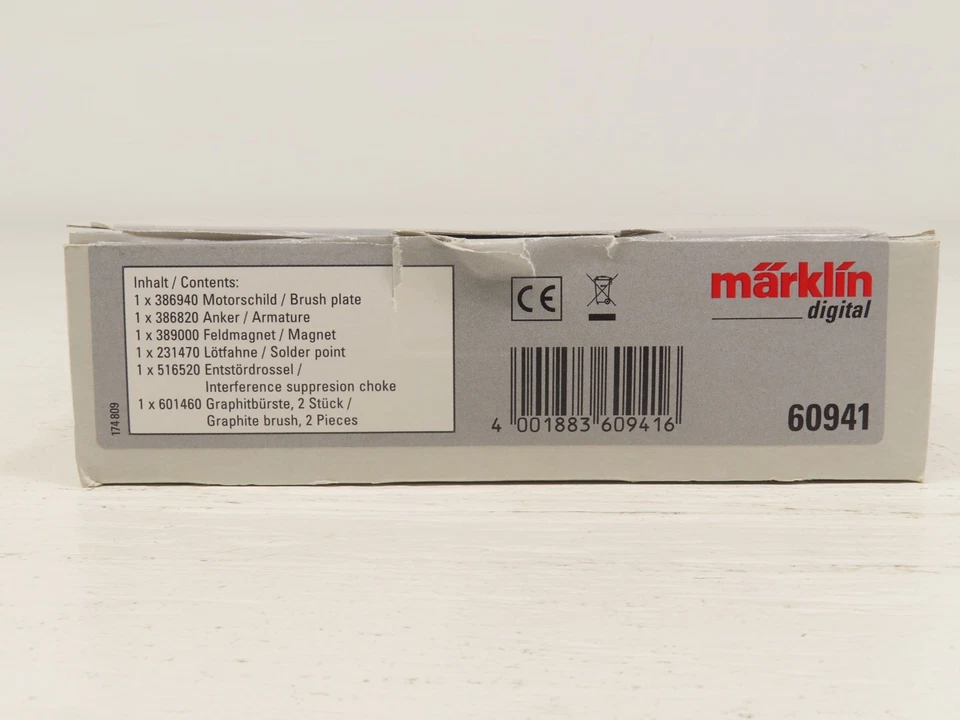 Inhalt / Contents:
1 x 386940 Motorschild / Brush plate
1 x 386820 Anker / Armature
1 x 389000 Feldmagnet / Magnet
1 x 231470 Lötfahne / Solder point
1 x 516520 Entstördrossel /
Interference suppresion choke
1 x 601460 Graphitbürste, 2 Stück /
Graphite brush, 2 Pieces
174 809
CE
4 001883 609416
märklin
digital
60941